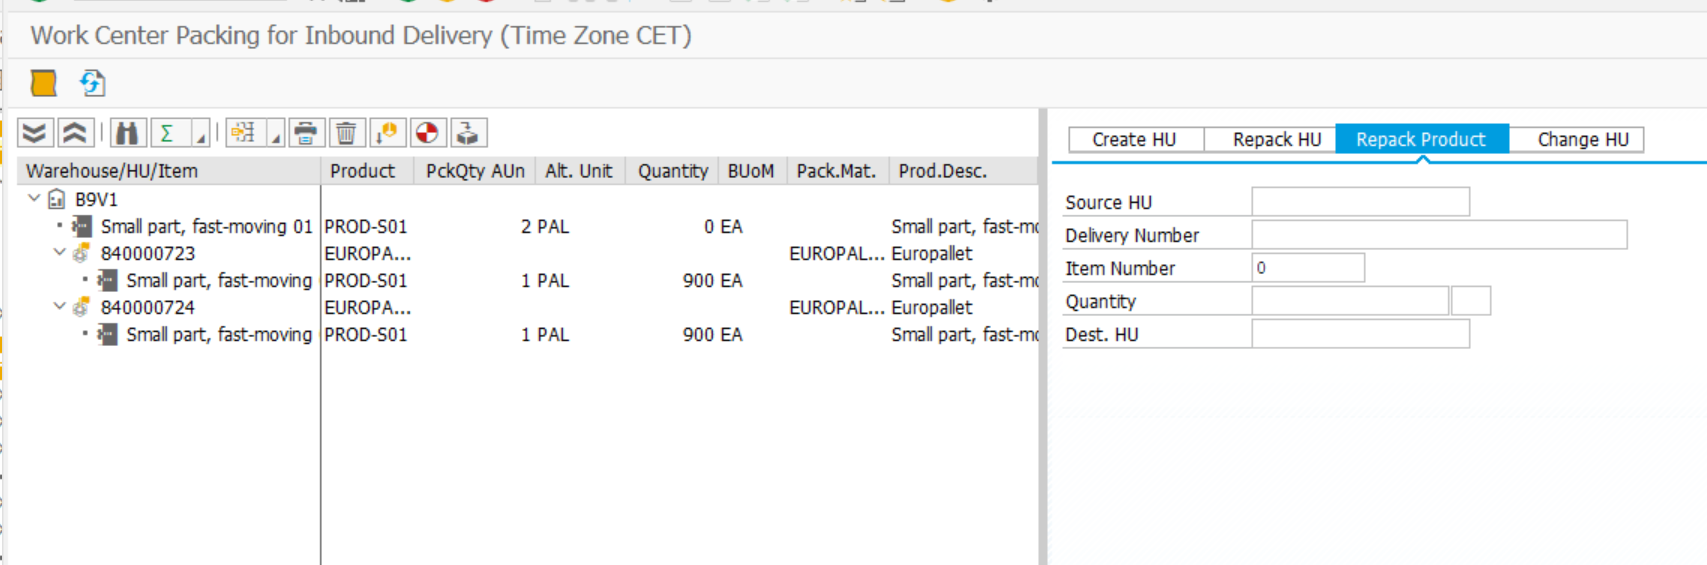 Work Center Packing for Inbound Delivery (Time Zone CET)
Create HU Repack HU Repack Product Change HU
Warehouse/HU/Item Product PckQty AUn Alt. Unit Quantity BUoM Pack.Mat. Prod.Desc.
B9V1
Small part, fast-moving 01 PROD-S01 2 PAL 0 EA Small part, fast-mo
840000723 EUROPA... EUROPAL... Europallet
Small part, fast-moving PROD-S01 1 PAL 900 EA Small part, fast-mo
840000724 EUROPA... EUROPAL... Europallet
Small part, fast-moving PROD-S01 1 PAL 900 EA Small part, fast-mo
Source HU
Delivery Number
Item Number 0
Quantity
Dest. HU